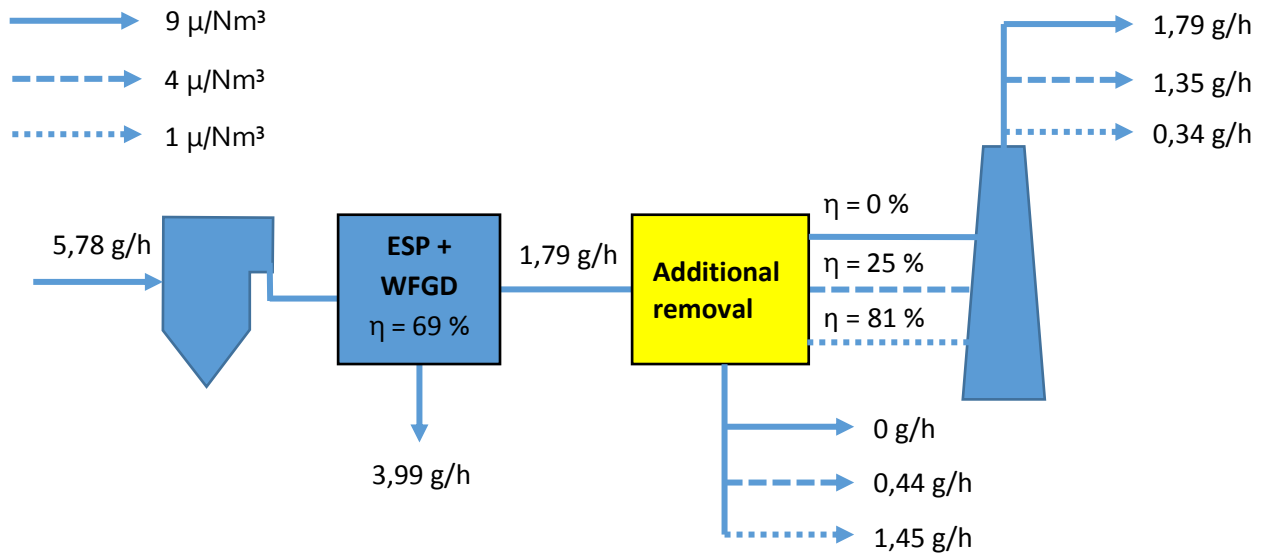 9 µ/Nm³
4 µ/Nm³
1 µ/Nm³
1,79 g/h
1,35 g/h
0,34 g/h
5,78 g/h
ESP +
WFGD
η = 69 %
3,99 g/h
1,79 g/h
Additional
removal
η = 0 %
η = 25 %
η = 81 %
0 g/h
0,44 g/h
1,45 g/h